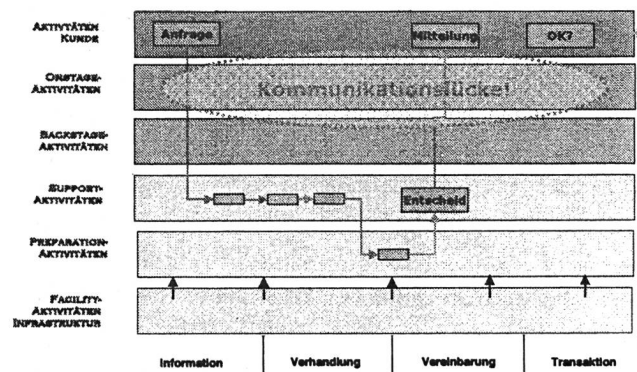 AKTIVITÄTEN
KUNDE
Anfrage
Mitteilung
OK?
ONSTAGE-
AKTIVITÄTEN
Kommunikationslücke!
BACKSTAGE-
AKTIVITÄTEN
SUPPORT-
AKTIVITÄTEN
Entscheid
PREPARATION-
AKTIVITÄTEN
FACILITY-
AKTIVITÄTEN
INFRASTRUKTUR
Information
Verhandlung
Vereinbarung
Transaktion